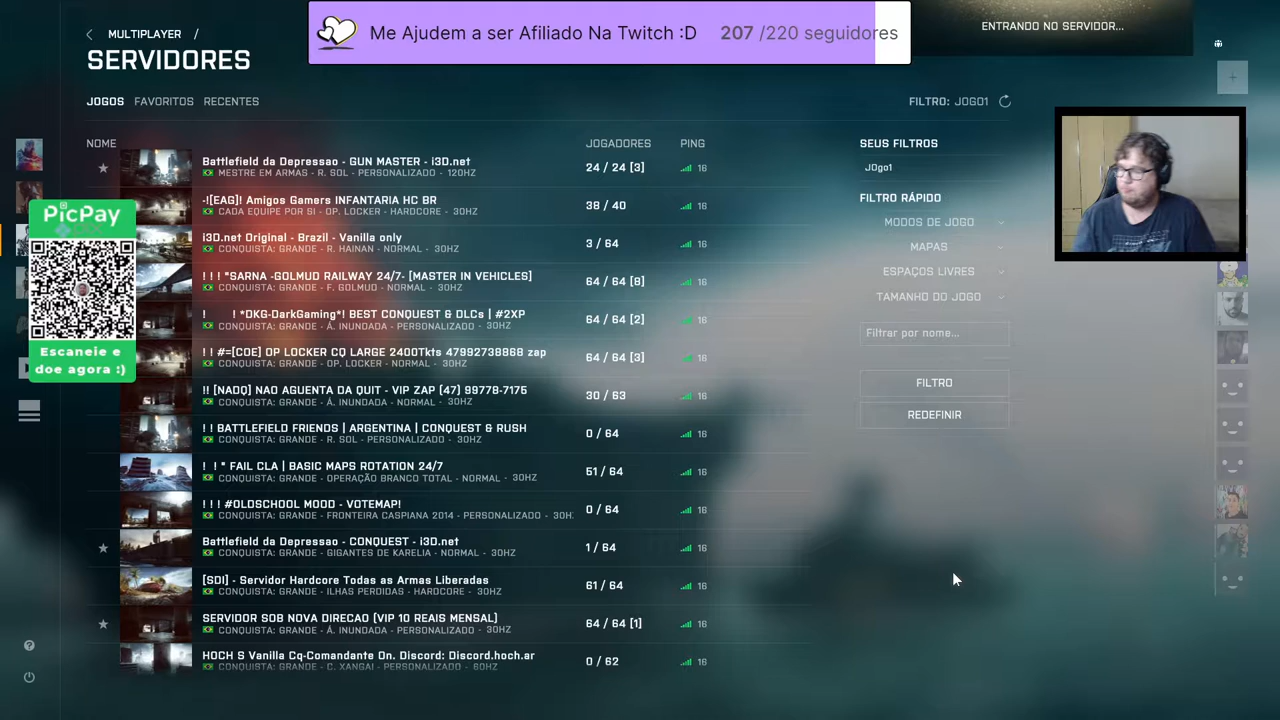 MULTIPLAYER /
SERVIDORES
Me Ajudem a ser Afiliado Na Twitch :D 207 /220 seguidores
ENTRANDO NO SERVIDOR...
JOGOS FAVORITOS RECENTES
FILTRO: JOGO1
NOME JOGADORES PING
Battlefield da Depressao - GUN MASTER - i3D.net 24 / 24 [3] 16
MESTRE EM ARMAS - R. SOL - PERSONALIZADO - 120HZ
-![EAG]! Amigos Gamers INFANTARIA HC BR 38 / 40 16
CADA EQUIPE POR SI - OP. LOCKER - HARDCORE - 30HZ
i3D.net Original - Brazil - Vanilla only 3 / 64 16
CONQUISTA: GRANDE - R. HAINAN - NORMAL - 30HZ
! ! ! "SARNA -GOLMUD RAILWAY 24/7- [MASTER IN VEHICLES] 64 / 64 [8] 16
CONQUISTA: GRANDE - F. GOLMUD - NORMAL - 30HZ
! ! *DKG-DarkGaming*! BEST CONQUEST & DLCs | #2XP 64 / 64 [2] 16
CONQUISTA: GRANDE - Á. INUNDADA - PERSONALIZADO - 30HZ
! ! #=[COE] OP LOCKER CQ LARGE 2400Tkts 47992738868 zap 64 / 64 [3] 16
CONQUISTA: GRANDE - OP. LOCKER - NORMAL - 30HZ
!! [NADQ] NAO AGUENTA DA QUIT - VIP ZAP (47) 99778-7175 30 / 63 16
CONQUISTA: GRANDE - Á. INUNDADA - NORMAL - 30HZ
! ! BATTLEFIELD FRIENDS | ARGENTINA | CONQUEST & RUSH 0 / 64 16
CONQUISTA: GRANDE - R. SOL - PERSONALIZADO - 30HZ
! ! * FAIL CLA | BASIC MAPS ROTATION 24/7 51 / 64 16
CONQUISTA: GRANDE - OPERAÇÃO BRANCO TOTAL - NORMAL - 30HZ
! ! ! #OLDSCHOOL MOOD - VOTEMAP! 0 / 64 16
CONQUISTA: GRANDE - FRONTEIRA CASPIANA 2014 - PERSONALIZADO - 30H
Battlefield da Depressao - CONQUEST - i3D.net 1 / 64 16
CONQUISTA: GRANDE - GIGANTES DE KARELIA - NORMAL - 30HZ
[SDI] - Servidor Hardcore Todas as Armas Liberadas 61 / 64 16
CONQUISTA: GRANDE - ILHAS PERDIDAS - HARDCORE - 30HZ
SERVIDOR SOB NOVA DIRECAO (VIP 10 REAIS MENSAL) 64 / 64 [1] 16
CONQUISTA: GRANDE - Á. INUNDADA - PERSONALIZADO - 30HZ
HOCH S Vanilla Cq-Comandante On. Discord: Discord.hoch.ar 0 / 62 16
CONQUISTA: GRANDE - C. XANGAI - PERSONALIZADO - 60HZ
SEUS FILTROS
JOgo1
FILTRO RÁPIDO
MODOS DE JOGO
MAPAS
ESPAÇOS LIVRES
TAMANHO DO JOGO
Filtrar por nome...
FILTRO
REDEFINIR
PicPay
pix
Escaneie e
doe agora :)